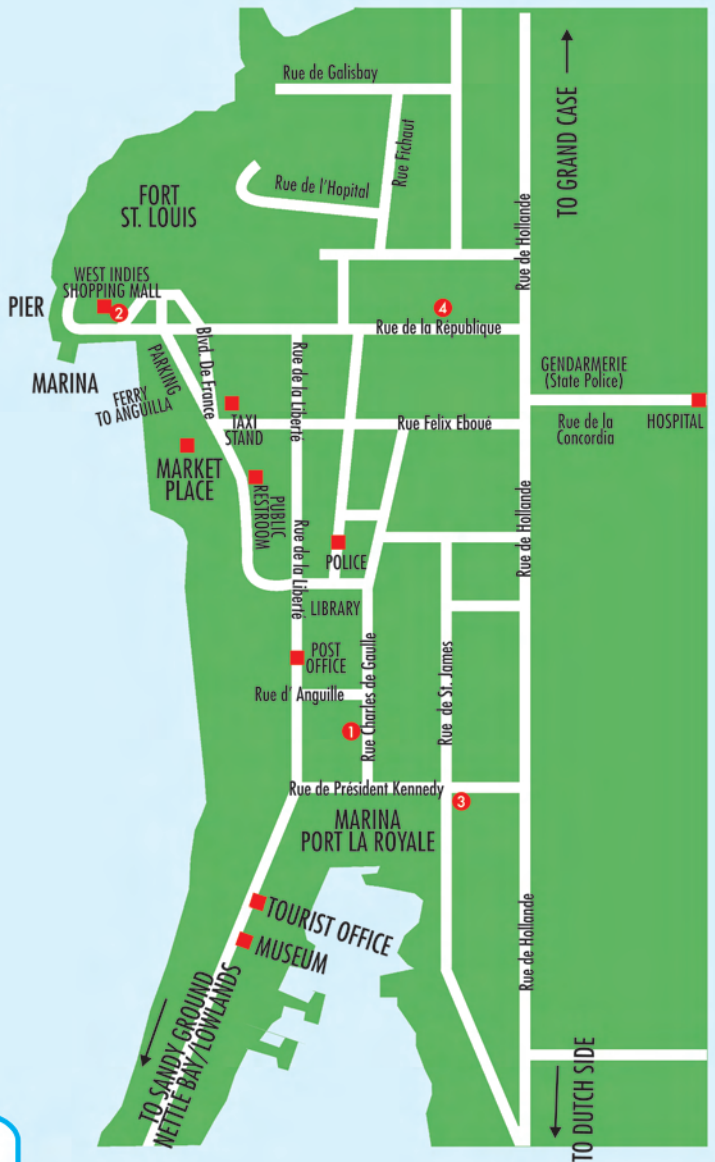 Rue de Galisbay
TO GRAND CASE
Rue Fichaut
Rue de l'Hopital
FORT
ST. LOUIS
Rue de Hollande
WEST INDIES
SHOPPING MALL
PIER
2
4
Rue de la République
MARINA
PARKING
Blvd. De France
Rue de la Liberté
GENDARMERIE
(State Police)
FERRY
TO ANGUILLA
TAXI
STAND
Rue Felix Eboué
Rue de la
Concordia
HOSPITAL
MARKET
PLACE
PUBLIC
RESTROOM
Rue de la Liberté
Rue de Hollande
POLICE
LIBRARY
POST
OFFICE
Rue d' Anguille
Rue Charles de Gaulle
Rue de St. James
1
Rue de Président Kennedy
3
MARINA
PORT LA ROYALE
TOURIST OFFICE
MUSEUM
Rue de Hollande
TO SANDY GROUND
NETTLE BAY/LOWLANDS
TO DUTCH SIDE